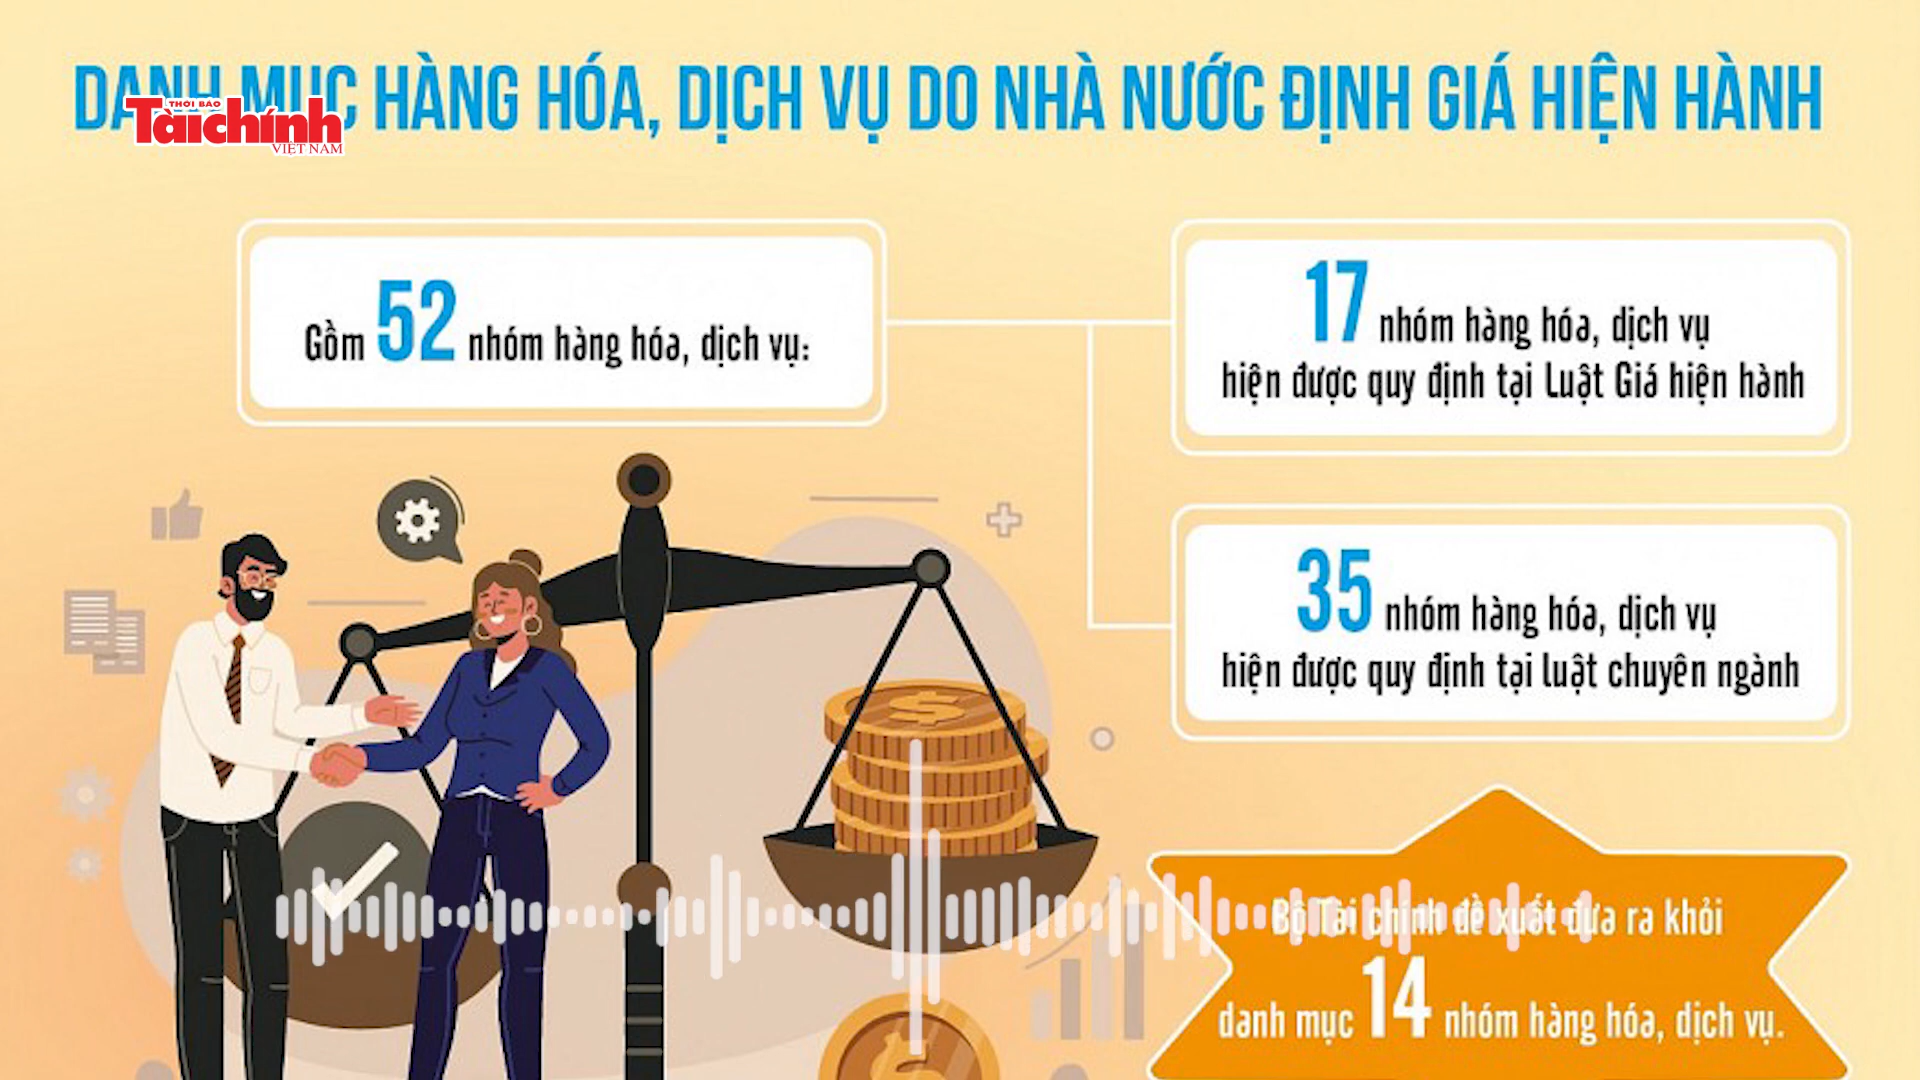 DANH MỤC HÀNG HÓA, DỊCH VỤ DO NHÀ NƯỚC ĐỊNH GIÁ HIỆN HÀNH
THỜI BÁO
Tàichính
VIỆT NAM
Gồm 52 nhóm hàng hóa, dịch vụ:
17 nhóm hàng hóa, dịch vụ
hiện được quy định tại Luật Giá hiện hành
35 nhóm hàng hóa, dịch vụ
hiện được quy định tại luật chuyên ngành
Bộ Tài chính đề xuất đưa ra khỏi
danh mục 14 nhóm hàng hóa, dịch vụ.